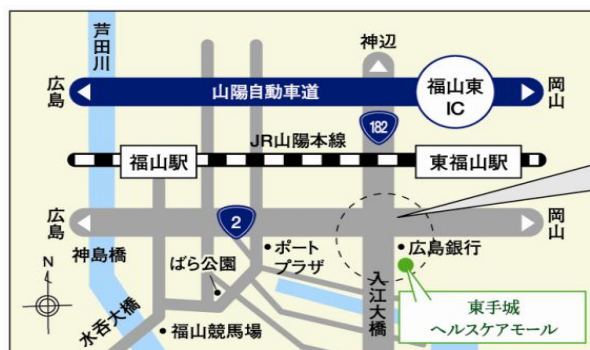 芦田川
神辺
広島
山陽自動車道
福山東
IC
岡山
182
JR山陽本線
福山駅
東福山駅
広島
2
岡山
神島橋
ばら公園
ポート
プラザ
広島銀行
N
水呑大橋
福山競馬場
入江大橋
東手城
ヘルスケアモール